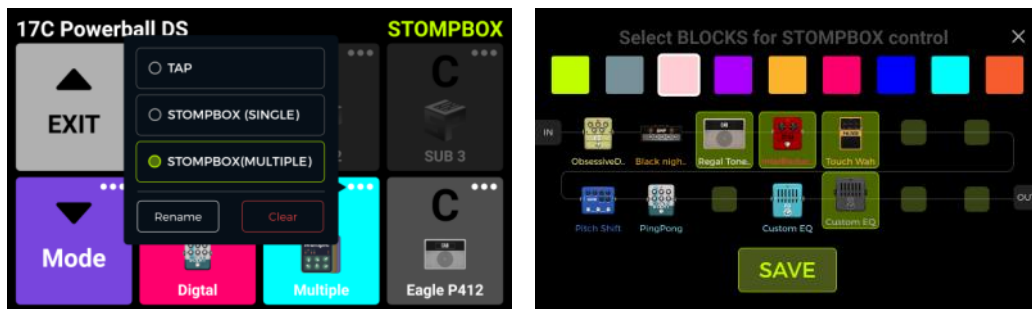 17C Powerball DS
STOMPBOX
TAP
STOMPBOX (SINGLE)
STOMPBOX(MULTIPLE)
Rename
Clear
EXIT
C
SUB 3
Mode
Digtal
Multiple
C
Eagle P412
Select BLOCKS for STOMPBOX control
IN
ObsessiveD..
Black nigh..
Regal Tone..
Touch Wah
OU
Pitch Shift
PingPong
Custom EQ
Custom EQ
SAVE